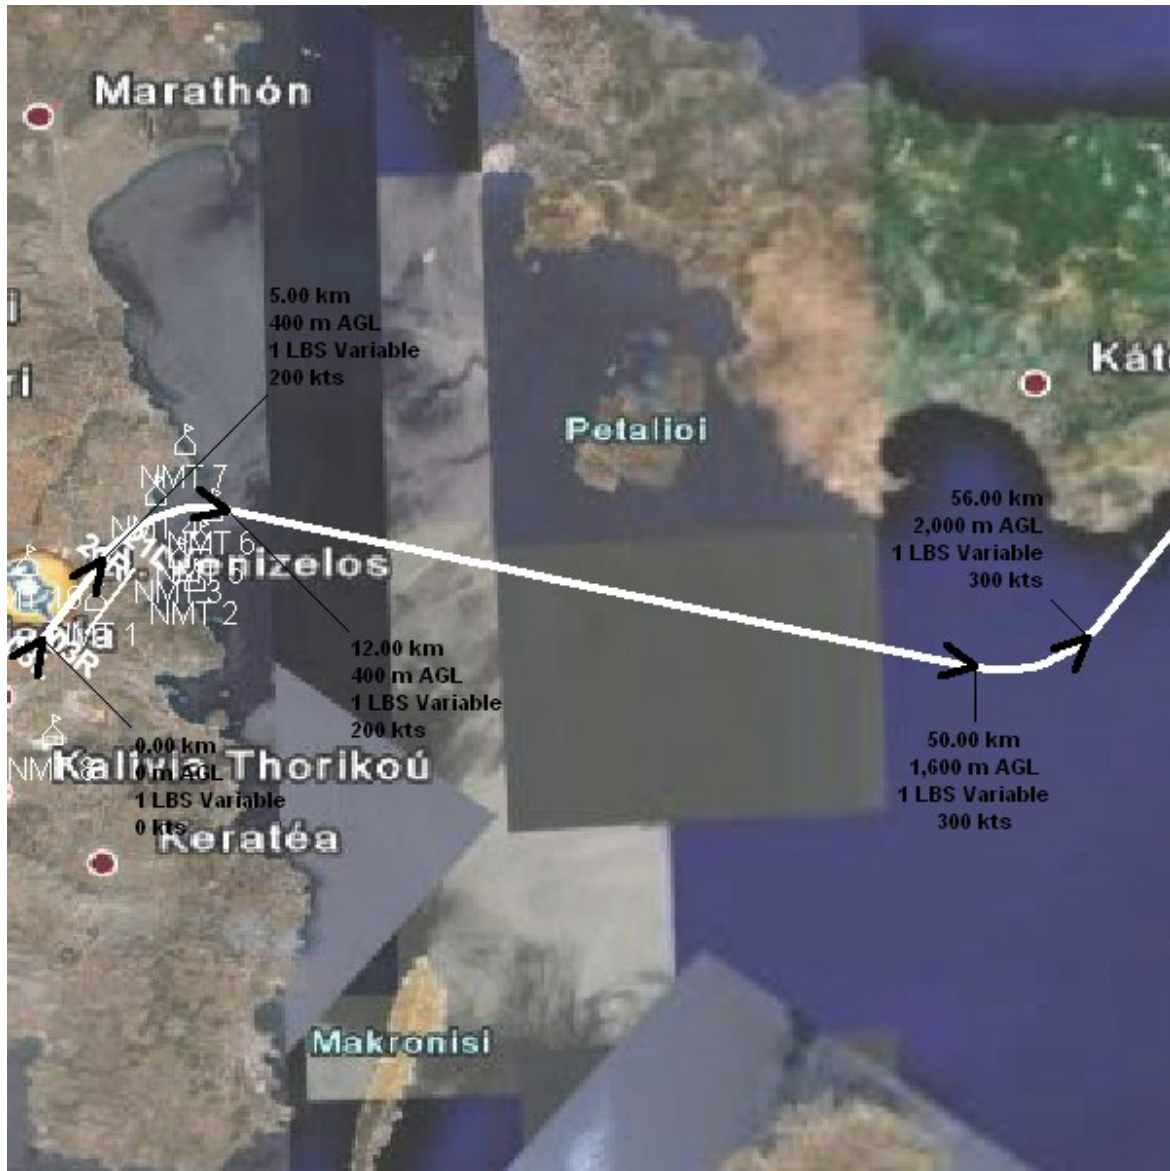 Marathón
5.00 km
400 m AGL
1 LBS Variable
200 kts
ri
Petalioi
NMT 7
NMT 6
NMT 5
NMT 3
NMT 2
NMT 1
enizelos
56.00 km
2,000 m AGL
1 LBS Variable
300 kts
12.00 km
400 m AGL
1 LBS Variable
200 kts
0.00 km
0 m AGL
1 LBS Variable
0 kts
50.00 km
1,600 m AGL
1 LBS Variable
300 kts
Kalivia Thorikoú
Keratéa
Makronisi